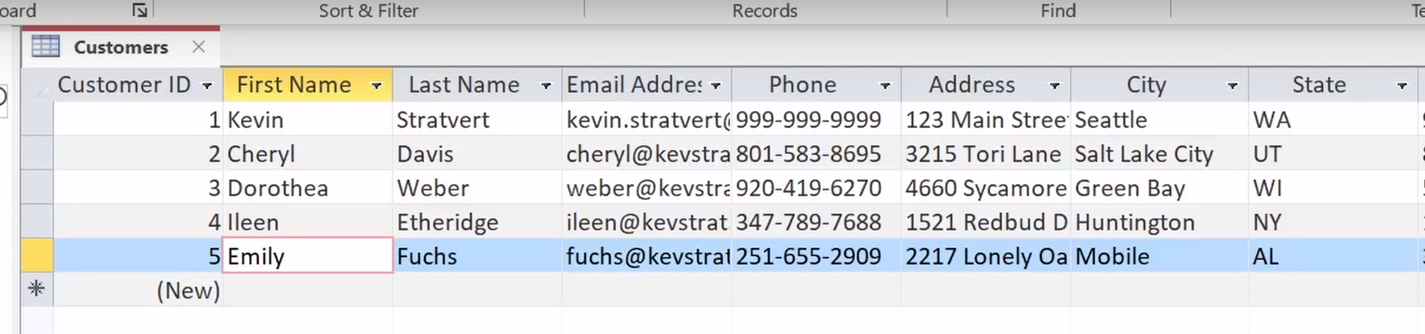 Sort & Filter Records Find
Customers
Customer ID First Name Last Name Email Addres Phone Address City State
1 Kevin Stratvert kevin.stratvert@ 999-999-9999 123 Main Stree Seattle WA
2 Cheryl Davis cheryl@kevstra 801-583-8695 3215 Tori Lane Salt Lake City UT
3 Dorothea Weber weber@kevstra 920-419-6270 4660 Sycamore Green Bay WI
4 Ileen Etheridge ileen@kevstrat 347-789-7688 1521 Redbud D Huntington NY
5 Emily Fuchs fuchs@kevstrat 251-655-2909 2217 Lonely Oa Mobile AL
* (New)